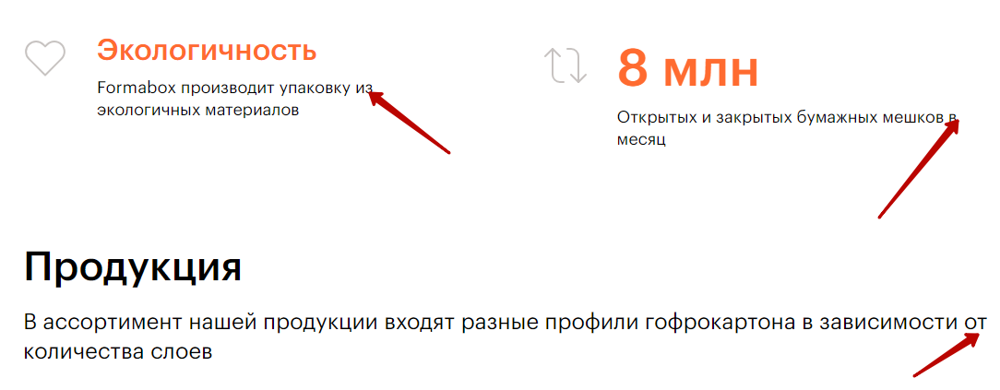 Экологичность
Formabox производит упаковку из
экологичных материалов
8 млн
Открытых и закрытых бумажных мешков в
месяц
Продукция
В ассортимент нашей продукции входят разные профили гофрокартона в зависимости от
количества слоев